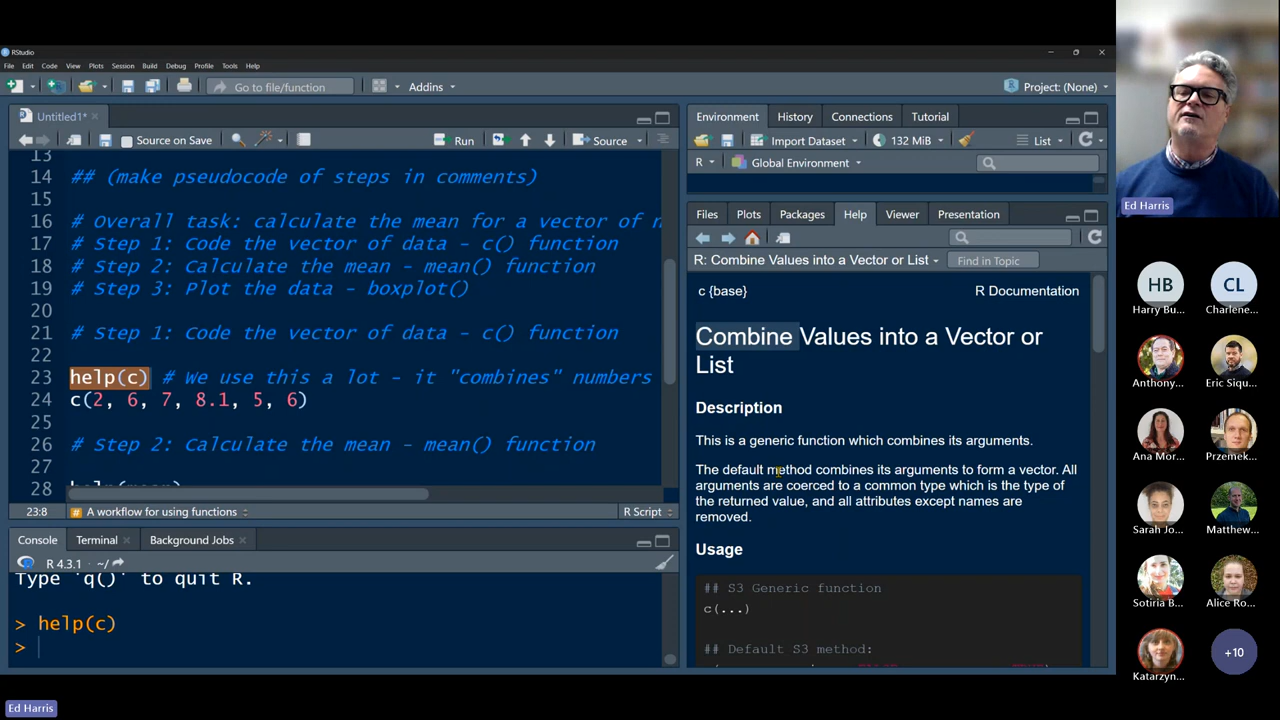 RStudio
File Edit Code View Plots Session Build Debug Profile Tools Help
Go to file/function
Addins
Project: (None)
Untitled1*
Source on Save
Run
Source
13
14 ## (make pseudocode of steps in comments)
15
16 # Overall task: calculate the mean for a vector of
17 # Step 1: Code the vector of data - c() function
18 # Step 2: Calculate the mean - mean() function
19 # Step 3: Plot the data - boxplot()
20
21 # Step 1: Code the vector of data - c() function
22
23 help(c) # We use this a lot - it "combines" numbers
24 c(2, 6, 7, 8.1, 5, 6)
25
26 # Step 2: Calculate the mean - mean() function
27
28 help(mean)
23:8 # A workflow for using functions R Script
Console Terminal Background Jobs
R 4.3.1 · ~/
Type 'q()' to quit R.
> help(c)
>
Environment History Connections Tutorial
Import Dataset 132 MiB List
R Global Environment
Files Plots Packages Help Viewer Presentation
R: Combine Values into a Vector or List Find in Topic
c {base} R Documentation
Combine Values into a Vector or
List
Description
This is a generic function which combines its arguments.
The default method combines its arguments to form a vector. All
arguments are coerced to a common type which is the type of
the returned value, and all attributes except names are
removed.
Usage
## S3 Generic function
c(...)
## Default S3 method:
Ed Harris
HB CL
Harry Bu... Charlene...
Anthony... Eric Siqu...
Ana Mor... Przemek...
Sarah Jo... Matthew...
Sotiria B... Alice Ro...
Katarzyn... +10
Ed Harris